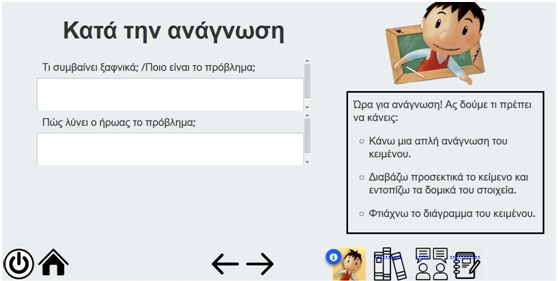 Κατά την ανάγνωση
Τι συμβαίνει ξαφνικά; /Ποιο είναι το πρόβλημα;
Πώς λύνει ο ήρωας το πρόβλημα;
Ώρα για ανάγνωση! Ας δούμε τι πρέπει
να κάνεις:
Κάνω μια απλή ανάγνωση του
κειμένου.
Διαβάζω προσεκτικά το κείμενο και
εντοπίζω τα δομικά του στοιχεία.
Φτιάχνω το διάγραμμα του κειμένου.